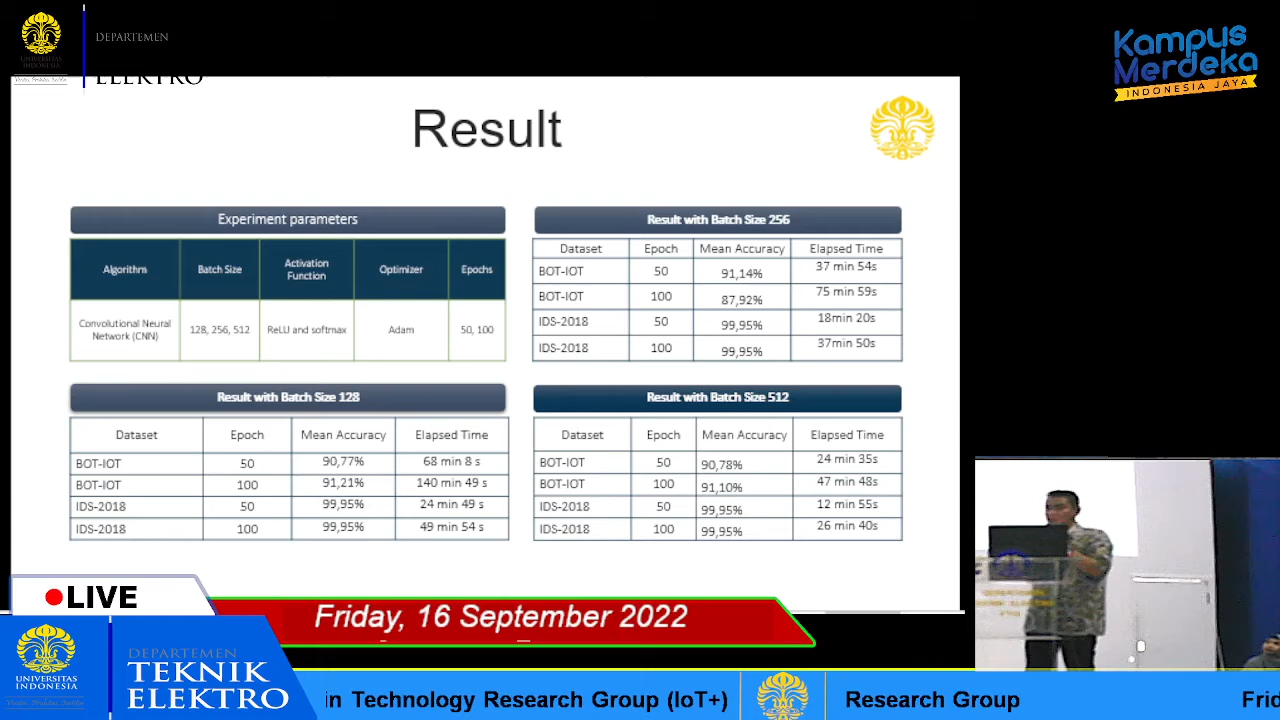 UNIVERSITAS
INDONESIA
DEPARTEMEN
ELEKTRO
Kampus
Merdeka
INDONESIA JAYA
Result
Experiment parameters
Algorithm Batch Size Activation Function Optimizer Epochs
Convolutional Neural Network (CNN) 128, 256, 512 ReLU and softmax Adam 50, 100
Result with Batch Size 256
Dataset Epoch Mean Accuracy Elapsed Time
BOT-IOT 50 91,14% 37 min 54s
BOT-IOT 100 87,92% 75 min 59s
IDS-2018 50 99,95% 18min 20s
IDS-2018 100 99,95% 37min 50s
Result with Batch Size 128
Dataset Epoch Mean Accuracy Elapsed Time
BOT-IOT 50 90,77% 68 min 8 s
BOT-IOT 100 91,21% 140 min 49 s
IDS-2018 50 99,95% 24 min 49 s
IDS-2018 100 99,95% 49 min 54 s
Result with Batch Size 512
Dataset Epoch Mean Accuracy Elapsed Time
BOT-IOT 50 90,78% 24 min 35s
BOT-IOT 100 91,10% 47 min 48s
IDS-2018 50 99,95% 12 min 55s
IDS-2018 100 99,95% 26 min 40s
LIVE
Friday, 16 September 2022
UNIVERSITAS
INDONESIA
DEPARTEMEN
TEKNIK
ELEKTRO
in Technology Research Group (IoT+)
Research Group
Frid